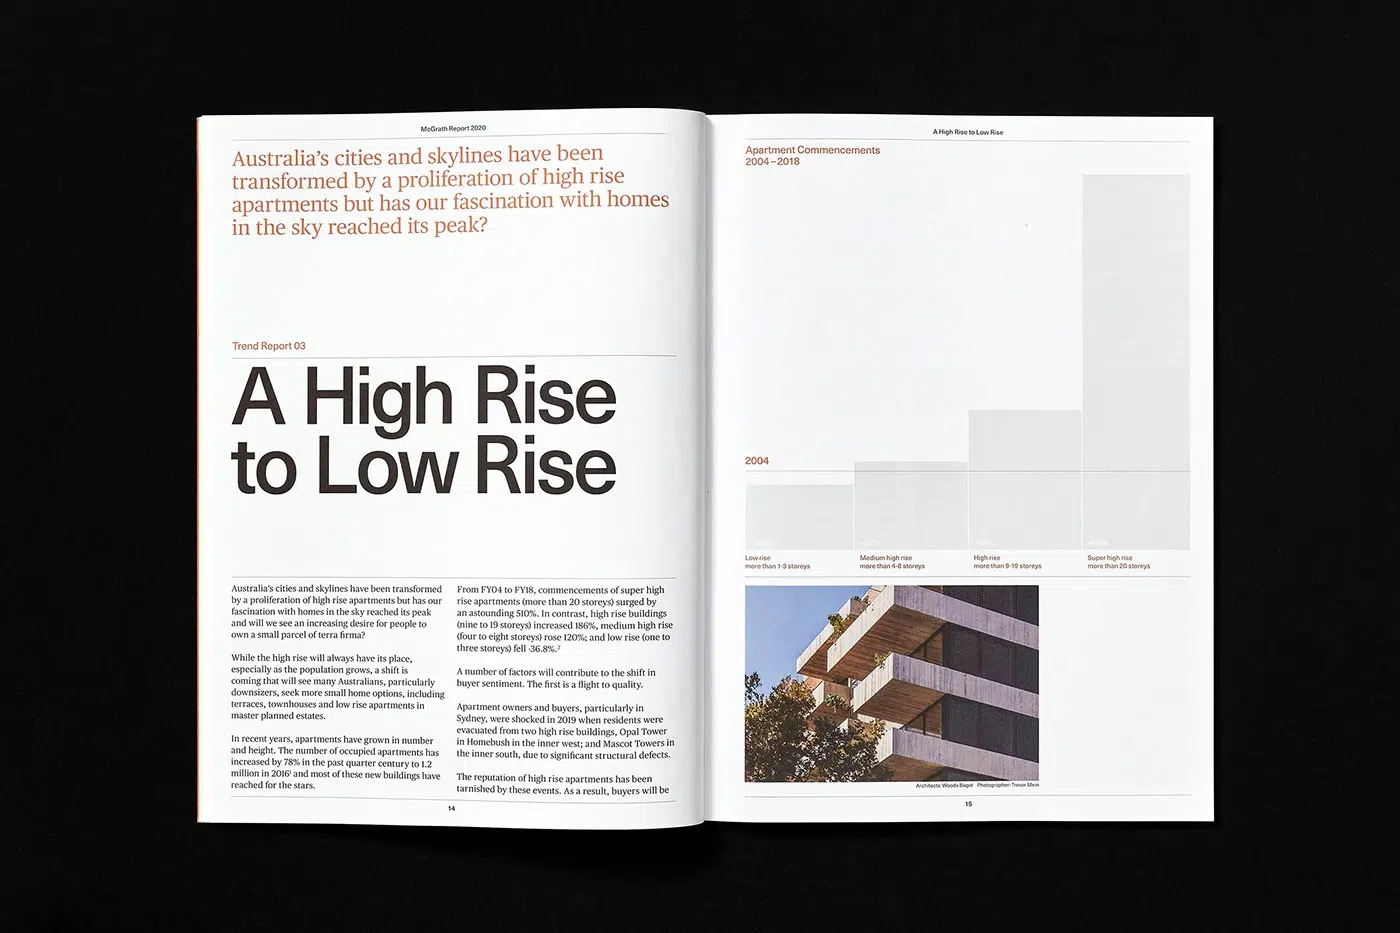 McGrath Report 2020
Australia’s cities and skylines have been
transformed by a proliferation of high rise
apartments but has our fascination with homes
in the sky reached its peak?
Trend Report 03
A High Rise
to Low Rise
Australia’s cities and skylines have been transformed
by a proliferation of high rise apartments but has our
fascination with homes in the sky reached its peak
and will we see an increasing desire for people to
own a small parcel of terra firma?
While the high rise will always have its place,
especially as the population grows, a shift is
coming that will see many Australians, particularly
downsizers, seek more small home options, including
terraces, townhouses and low rise apartments in
master planned estates.
In recent years, apartments have grown in number
and height. The number of occupied apartments has
increased by 78% in the past quarter century to 1.2
million in 2016¹ and most of these new buildings have
reached for the stars.
From FY04 to FY18, commencements of super high
rise apartments (more than 20 storeys) surged by
an astounding 510%. In contrast, high rise buildings
(nine to 19 storeys) increased 186%, medium high rise
(four to eight storeys) rose 120%; and low rise (one to
three storeys) fell -36.8%.²
A number of factors will contribute to the shift in
buyer sentiment. The first is a flight to quality.
Apartment owners and buyers, particularly in
Sydney, were shocked in 2019 when residents were
evacuated from two high rise buildings, Opal Tower
in Homebush in the inner west; and Mascot Towers in
the inner south, due to significant structural defects.
The reputation of high rise apartments has been
tarnished by these events. As a result, buyers will be
14
A High Rise to Low Rise
Apartment Commencements
2004 – 2018
2004
Low rise
more than 1-3 storeys
Medium high rise
more than 4-8 storeys
High rise
more than 9-19 storeys
Super high rise
more than 20 storeys
Architects: Woods Bagot Photographer: Trevor Mein
15